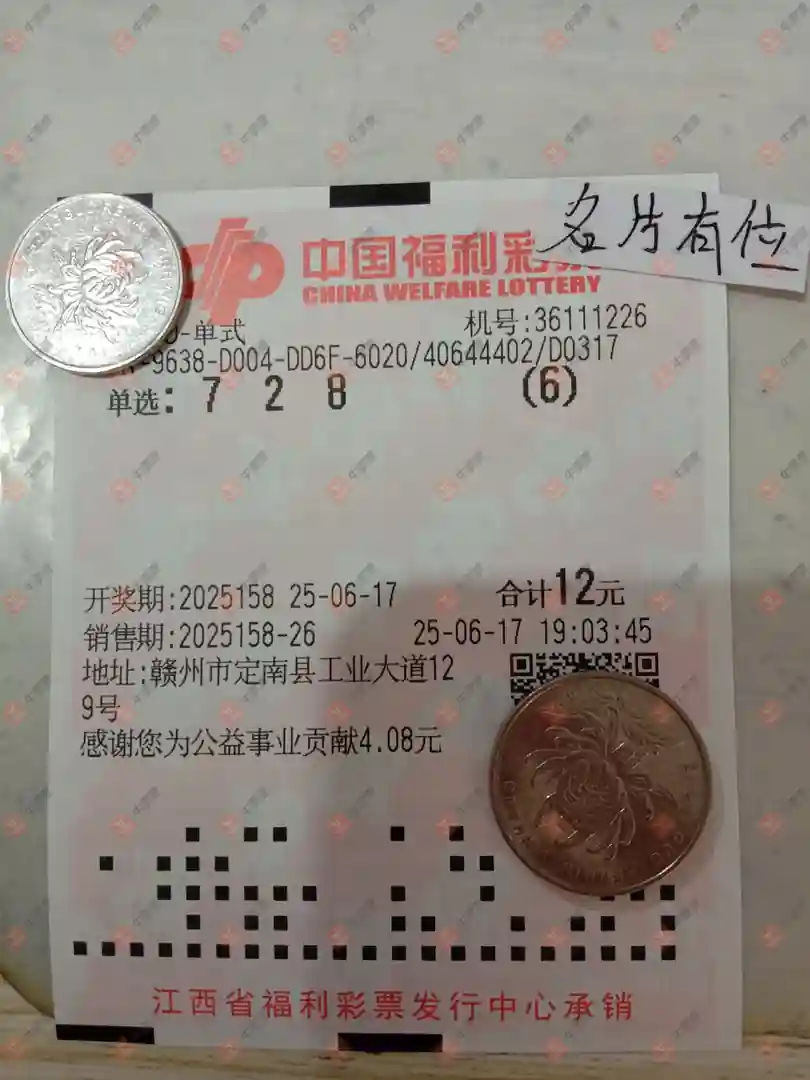 名片有位
中国福利彩
CHINA WELFARE LOTTERY
D-单式 机号:36111226
-9638-D004-DD6F-6020/40644402/D0317
单选: 7 2 8 (6)
开奖期:2025158 25-06-17 合计12元
销售期:2025158-26 25-06-17 19:03:45
地址:赣州市定南县工业大道12
9号
感谢您为公益事业贡献4.08元
江西省福利彩票发行中心承销